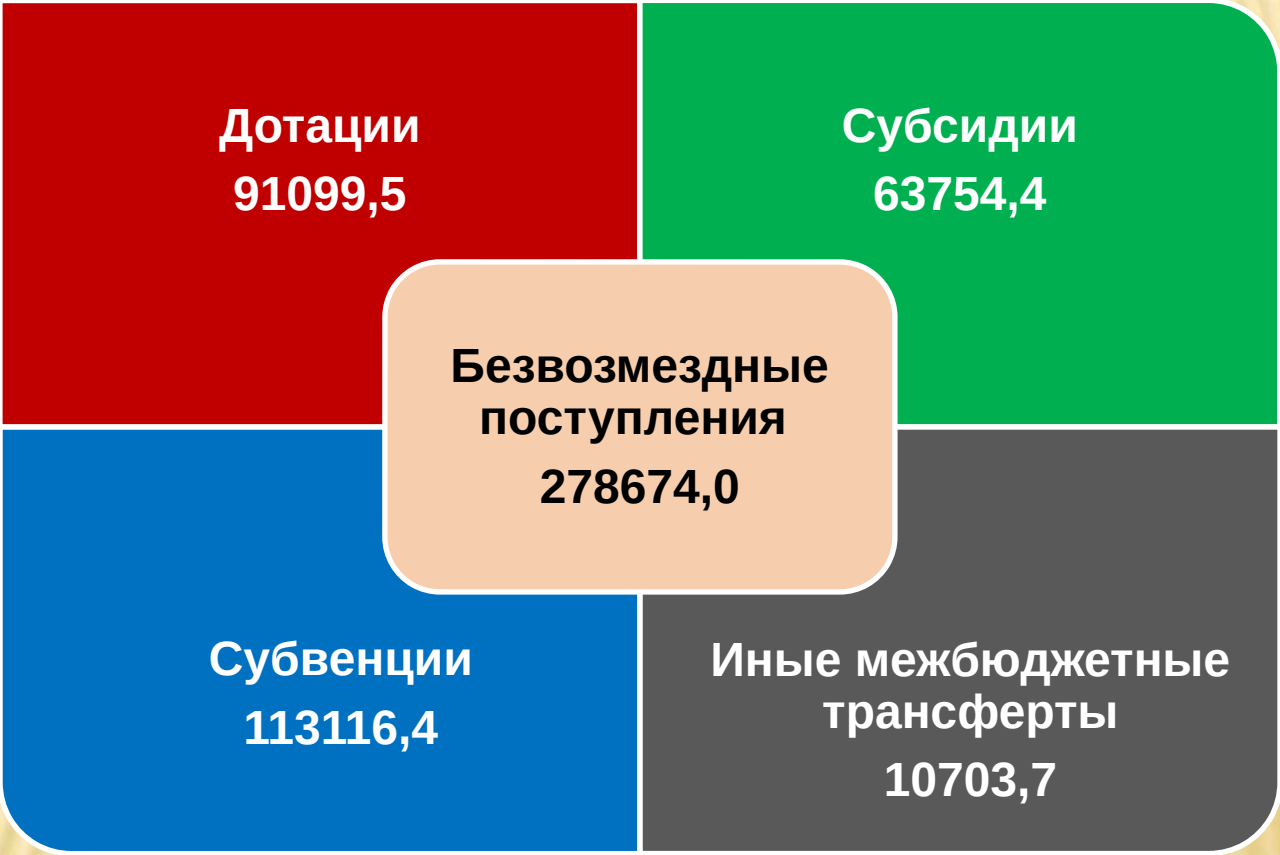 Дотации
91099,5
Субсидии
63754,4
Безвозмездные
поступления
278674,0
Субвенции
113116,4
Иные межбюджетные
трансферты
10703,7